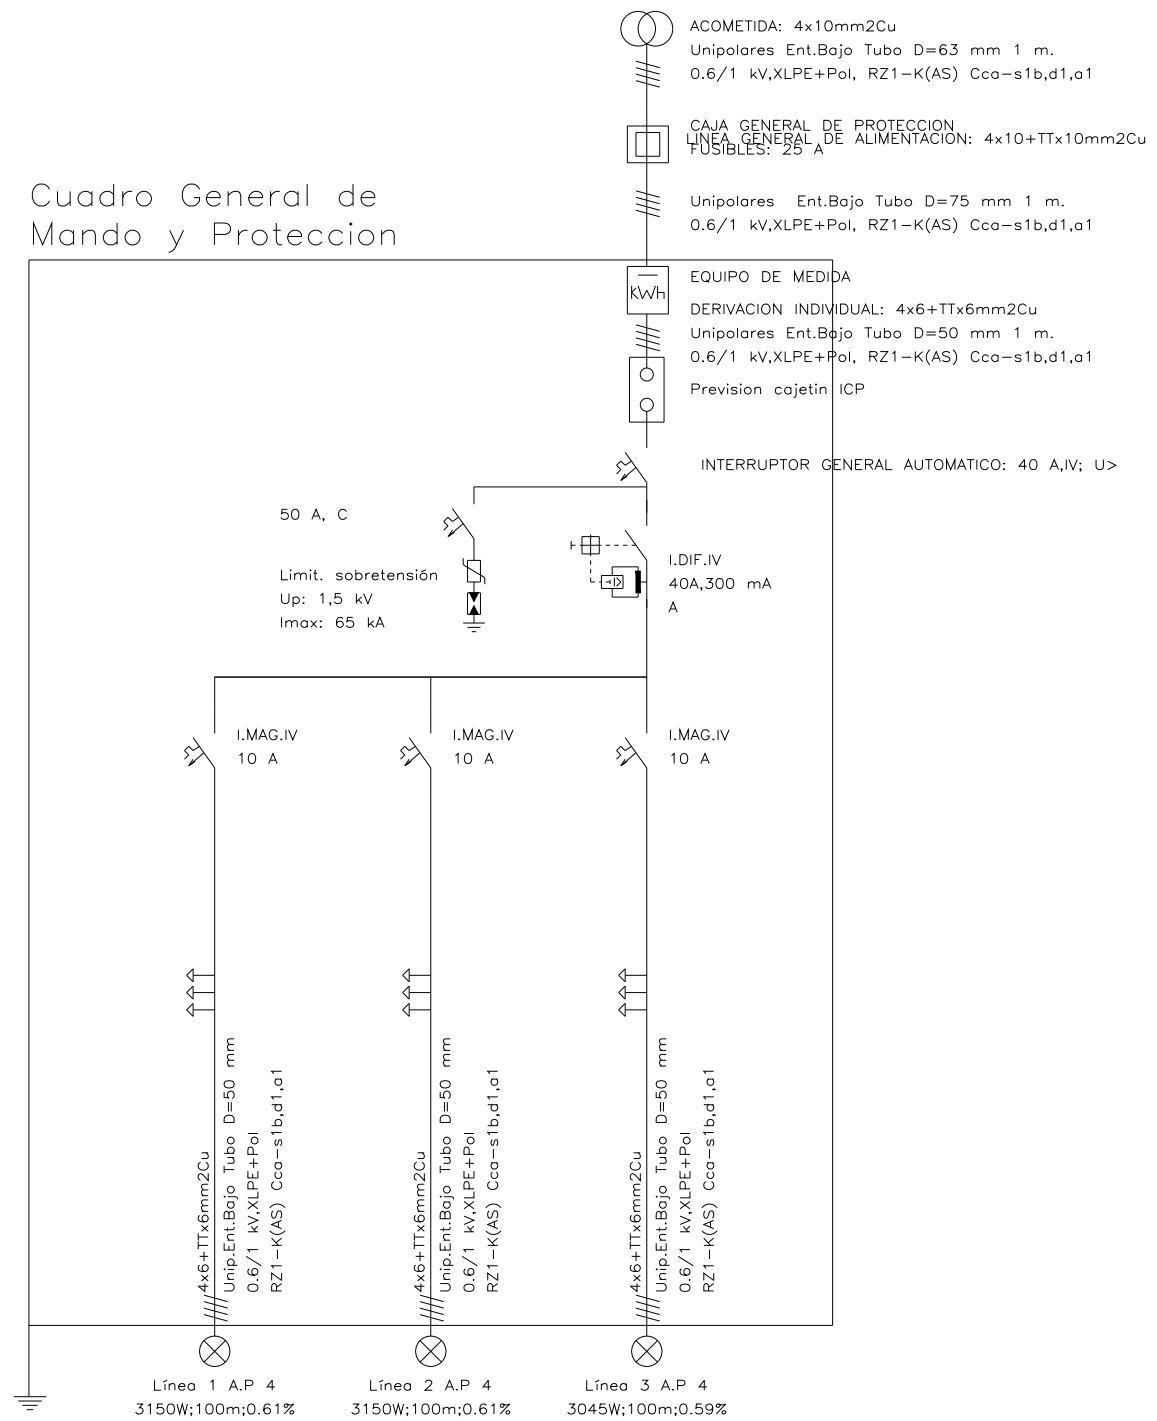 ACOMETIDA: 4x10mm2Cu
Unipolares Ent.Bajo Tubo D=63 mm 1 m.
0.6/1 kV,XLPE+Pol, RZ1-K(AS) Cca-s1b,d1,a1
CAJA GENERAL DE PROTECCION
LINEA GENERAL DE ALIMENTACION: 4x10+TTx10mm2Cu
FUSIBLES: 25 A
Unipolares Ent.Bajo Tubo D=75 mm 1 m.
0.6/1 kV,XLPE+Pol, RZ1-K(AS) Cca-s1b,d1,a1
Cuadro General de
Mando y Proteccion
KWh
EQUIPO DE MEDIDA
DERIVACION INDIVIDUAL: 4x6+TTx6mm2Cu
Unipolares Ent.Bajo Tubo D=50 mm 1 m.
0.6/1 kV,XLPE+Pol, RZ1-K(AS) Cca-s1b,d1,a1
Prevision cajetin ICP
INTERRUPTOR GENERAL AUTOMATICO: 40 A,IV; U>
50 A, C
Limit. sobretensión
Up: 1,5 kV
Imax: 65 kA
I.DIF.IV
40A,300 mA
A
I.MAG.IV
10 A
I.MAG.IV
10 A
I.MAG.IV
10 A
4x6+TTx6mm2Cu
Unip.Ent.Bajo Tubo D=50 mm
0.6/1 kV,XLPE+Pol
RZ1-K(AS) Cca-s1b,d1,a1
4x6+TTx6mm2Cu
Unip.Ent.Bajo Tubo D=50 mm
0.6/1 kV,XLPE+Pol
RZ1-K(AS) Cca-s1b,d1,a1
4x6+TTx6mm2Cu
Unip.Ent.Bajo Tubo D=50 mm
0.6/1 kV,XLPE+Pol
RZ1-K(AS) Cca-s1b,d1,a1
Línea 1 A.P 4
3150W;100m;0.61%
Línea 2 A.P 4
3150W;100m;0.61%
Línea 3 A.P 4
3045W;100m;0.59%